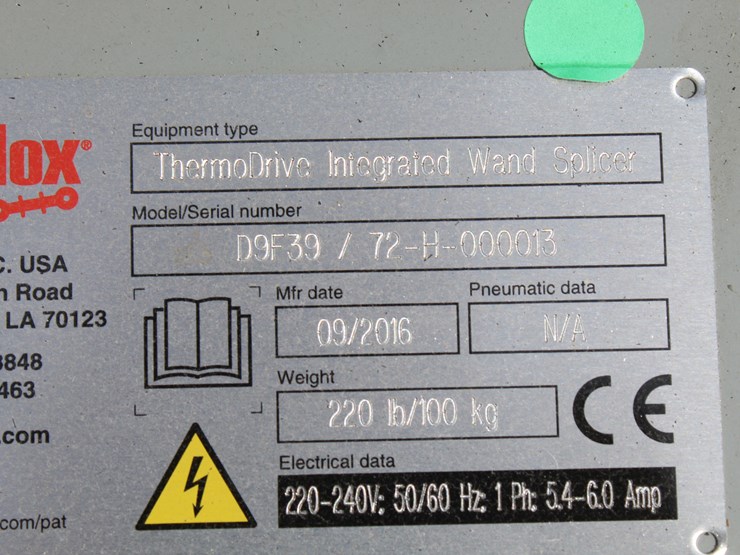 lox®
C. USA
n Road
LA 70123
3848
463
.com
com/pat
Equipment type
ThermoDrive Integrated Wand Splicer
Model/Serial number
D9F39 / 72-H-000013
Mfr date
09/2016
Pneumatic data
N/A
Weight
220 lb/100 kg
CE
Electrical data
220-240V; 50/60 Hz; 1 Ph; 5.4-6.0 Amp